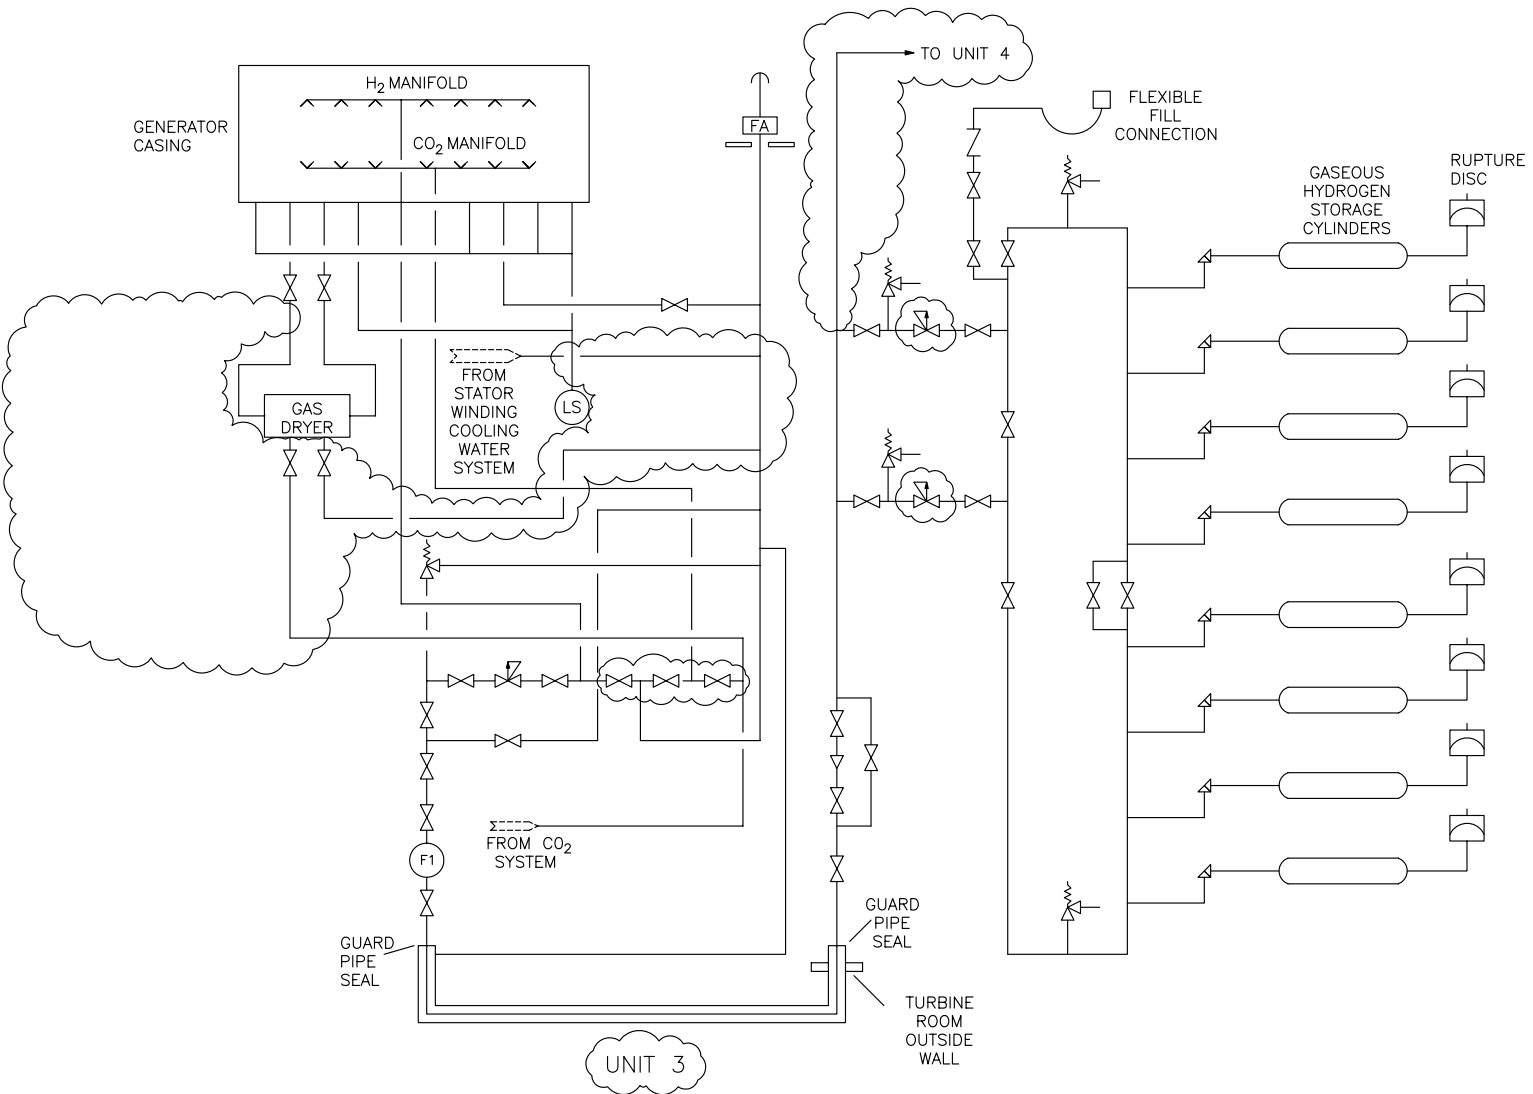 TO UNIT 4
H2 MANIFOLD
CO2 MANIFOLD
GENERATOR
CASING
FA
FLEXIBLE
FILL
CONNECTION
GASEOUS
HYDROGEN
STORAGE
CYLINDERS
RUPTURE
DISC
FROM
STATOR
WINDING
COOLING
WATER
SYSTEM
LS
GAS
DRYER
FROM CO2
SYSTEM
F1
GUARD
PIPE
SEAL
GUARD
PIPE
SEAL
TURBINE
ROOM
OUTSIDE
WALL
UNIT 3